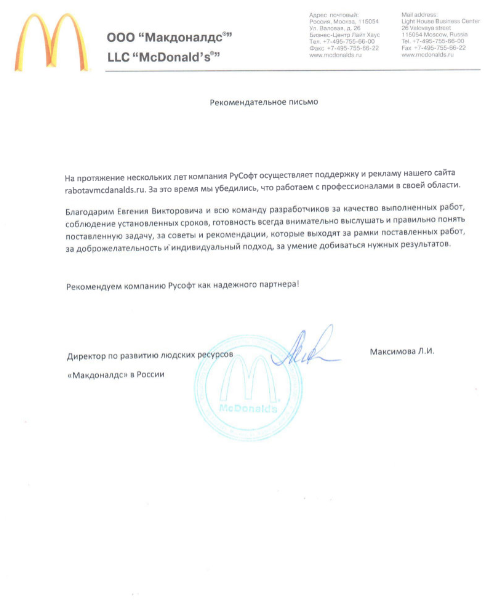 ООО “Макдоналдс®”
LLC “McDonald’s®”
Адрес: почтовый:
Россия, Москва, 115054
Ул. Валовая, д. 26
Бизнес-Центр Лайт Хаус
Тел. +7-495-755-66-00
Факс +7-495-755-66-22
www.mcdonalds.ru
Mail address:
Light House Business Center
26 Valovaya street
115054 Moscow, Russia
Tel. +7-495-755-66-00
Fax +7-495-755-66-22
www.mcdonalds.ru
Рекомендательное письмо
На протяжение нескольких лет компания РуСофт осуществляет поддержку и рекламу нашего сайта
rabotavmcdanalds.ru. За это время мы убедились, что работаем с профессионалами в своей области.
Благодарим Евгения Викторовича и всю команду разработчиков за качество выполненных работ,
соблюдение установленных сроков, готовность всегда внимательно выслушать и правильно понять
поставленную задачу, за советы и рекомендации, которые выходят за рамки поставленных работ,
за доброжелательность и индивидуальный подход, за умение добиваться нужных результатов.
Рекомендуем компанию Русофт как надежного партнера!
Директор по развитию людских ресурсов
Максимова Л.И.
«Макдоналдс» в России
McDonalds